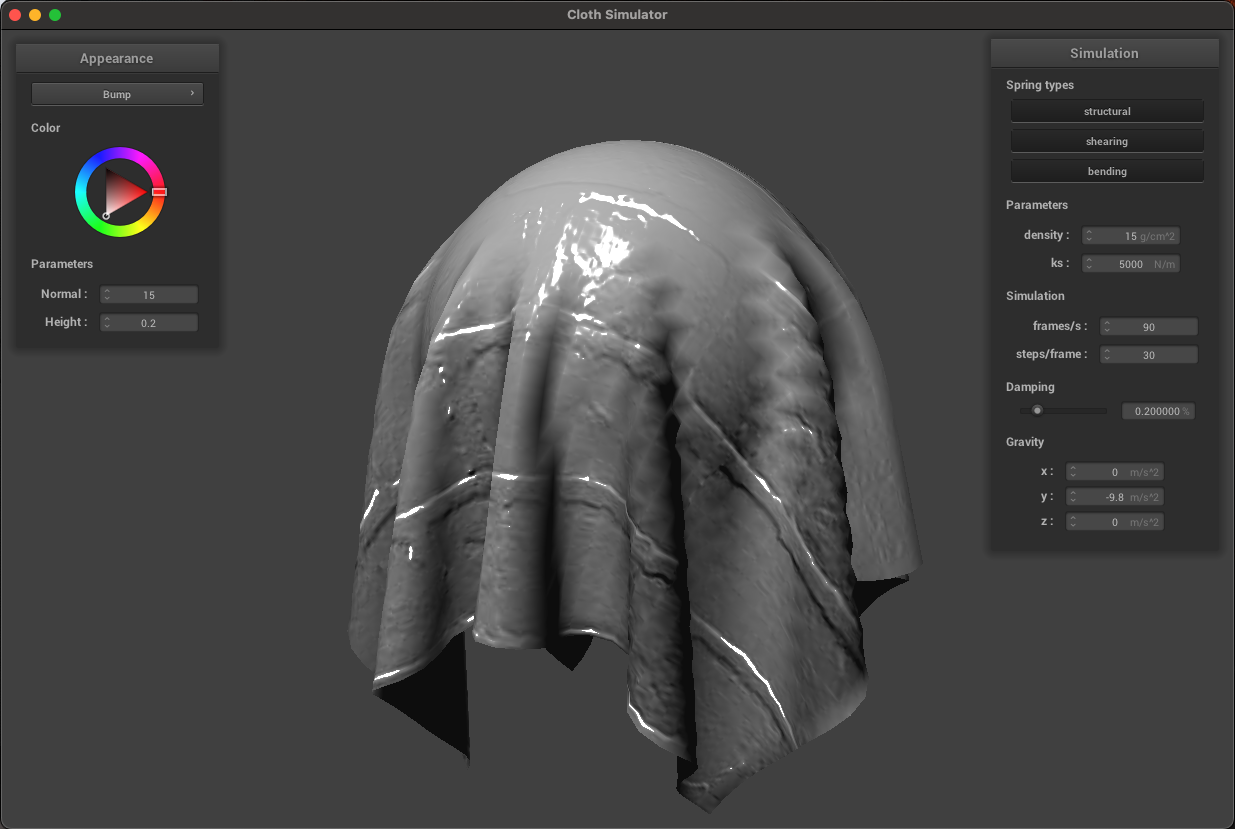 Cloth Simulator
Appearance
Bump
Color
Parameters
Normal : 15
Height : 0.2
Simulation
Spring types
structural
shearing
bending
Parameters
density : 15 g/cm^2
ks : 5000 N/m
Simulation
frames/s : 90
steps/frame : 30
Damping
0.200000 %
Gravity
x : 0 m/s^2
y : -9.8 m/s^2
z : 0 m/s^2